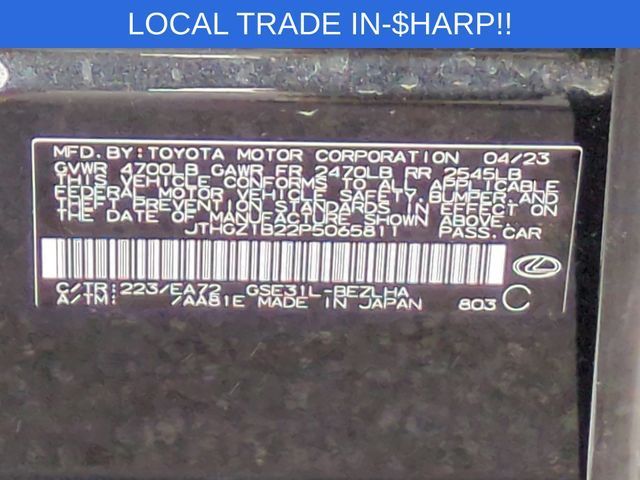 LOCAL TRADE IN-$HARP!!
MFD. BY: TOYOTA MOTOR CORPORATION 04/23
GVWR 4700LB GAWR FR 2470LB RR 2545LB
THIS VEHICLE CONFORMS TO ALL APPLICABLE
FEDERAL MOTOR VEHICLE SAFETY, BUMPER, AND
THEFT PREVENTION STANDARDS IN EFFECT ON
THE DATE OF MANUFACTURE SHOWN ABOVE.
JTHGZ1B22P5065811 PASS. CAR
C/TR: 223/EA72 GSE31L-BEZLHA
A/TM: /AA81E MADE IN JAPAN 803 C